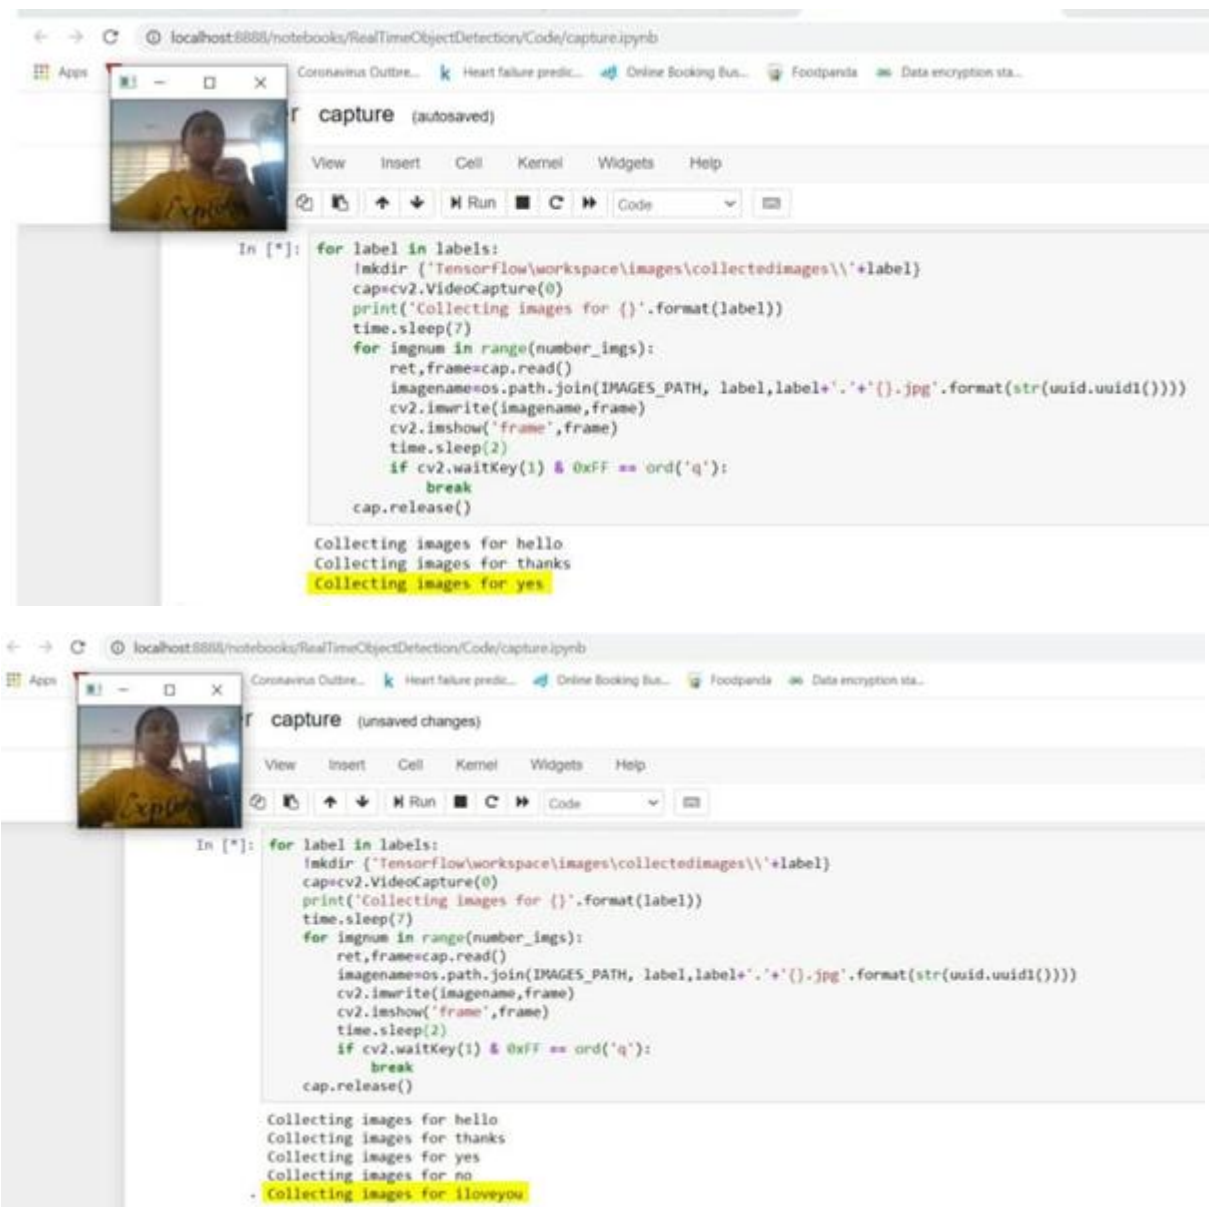 localhost:8888/notebooks/RealTimeObjectDetection/Code/capture.ipynb
Apps Coronavirus Outbre... Heart failure predic... Online Booking Bus... Foodpanda Data encryption sta...
r capture (autosaved)
View Insert Cell Kernel Widgets Help
Run Code
In [*]: for label in labels:
!mkdir {'Tensorflow\workspace\images\collectedimages\\'+label}
cap=cv2.VideoCapture(0)
print('Collecting images for {}'.format(label))
time.sleep(7)
for imgnum in range(number_imgs):
ret,frame=cap.read()
imagename=os.path.join(IMAGES_PATH, label,label+'.'+'{}.jpg'.format(str(uuid.uuid1())))
cv2.imwrite(imagename,frame)
cv2.imshow('frame',frame)
time.sleep(2)
if cv2.waitKey(1) & 0xFF == ord('q'):
break
cap.release()
Collecting images for hello
Collecting images for thanks
Collecting images for yes
localhost:8888/notebooks/RealTimeObjectDetection/Code/capture.ipynb
Apps Coronavirus Outbre... Heart failure predic... Online Booking Bus... Foodpanda Data encryption sta...
r capture (unsaved changes)
View Insert Cell Kernel Widgets Help
Run Code
In [*]: for label in labels:
!mkdir {'Tensorflow\workspace\images\collectedimages\\'+label}
cap=cv2.VideoCapture(0)
print('Collecting images for {}'.format(label))
time.sleep(7)
for imgnum in range(number_imgs):
ret,frame=cap.read()
imagename=os.path.join(IMAGES_PATH, label,label+'.'+'{}.jpg'.format(str(uuid.uuid1())))
cv2.imwrite(imagename,frame)
cv2.imshow('frame',frame)
time.sleep(2)
if cv2.waitKey(1) & 0xFF == ord('q'):
break
cap.release()
Collecting images for hello
Collecting images for thanks
Collecting images for yes
Collecting images for no
Collecting images for iloveyou